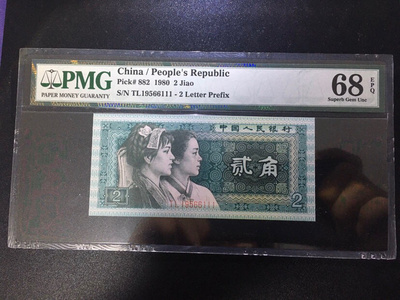 PMG
PAPER MONEY GUARANTY
China / People's Republic
Pick# 882 1980 2 Jiao
S/N TL19566111 - 2 Letter Prefix
68 EPQ
Superb Gem Unc
中国人民银行
贰角
2
2